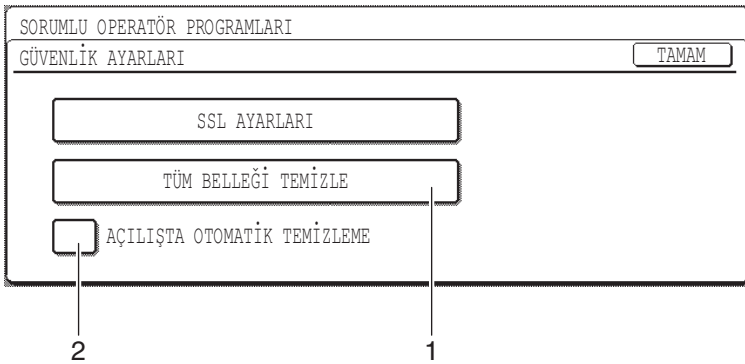 SORUMLU OPERATÖR PROGRAMLARI
GÜVENLİK AYARLARI TAMAM
SSL AYARLARI
TÜM BELLEĞİ TEMİZLE
AÇILIŞTA OTOMATİK TEMİZLEME
2 1